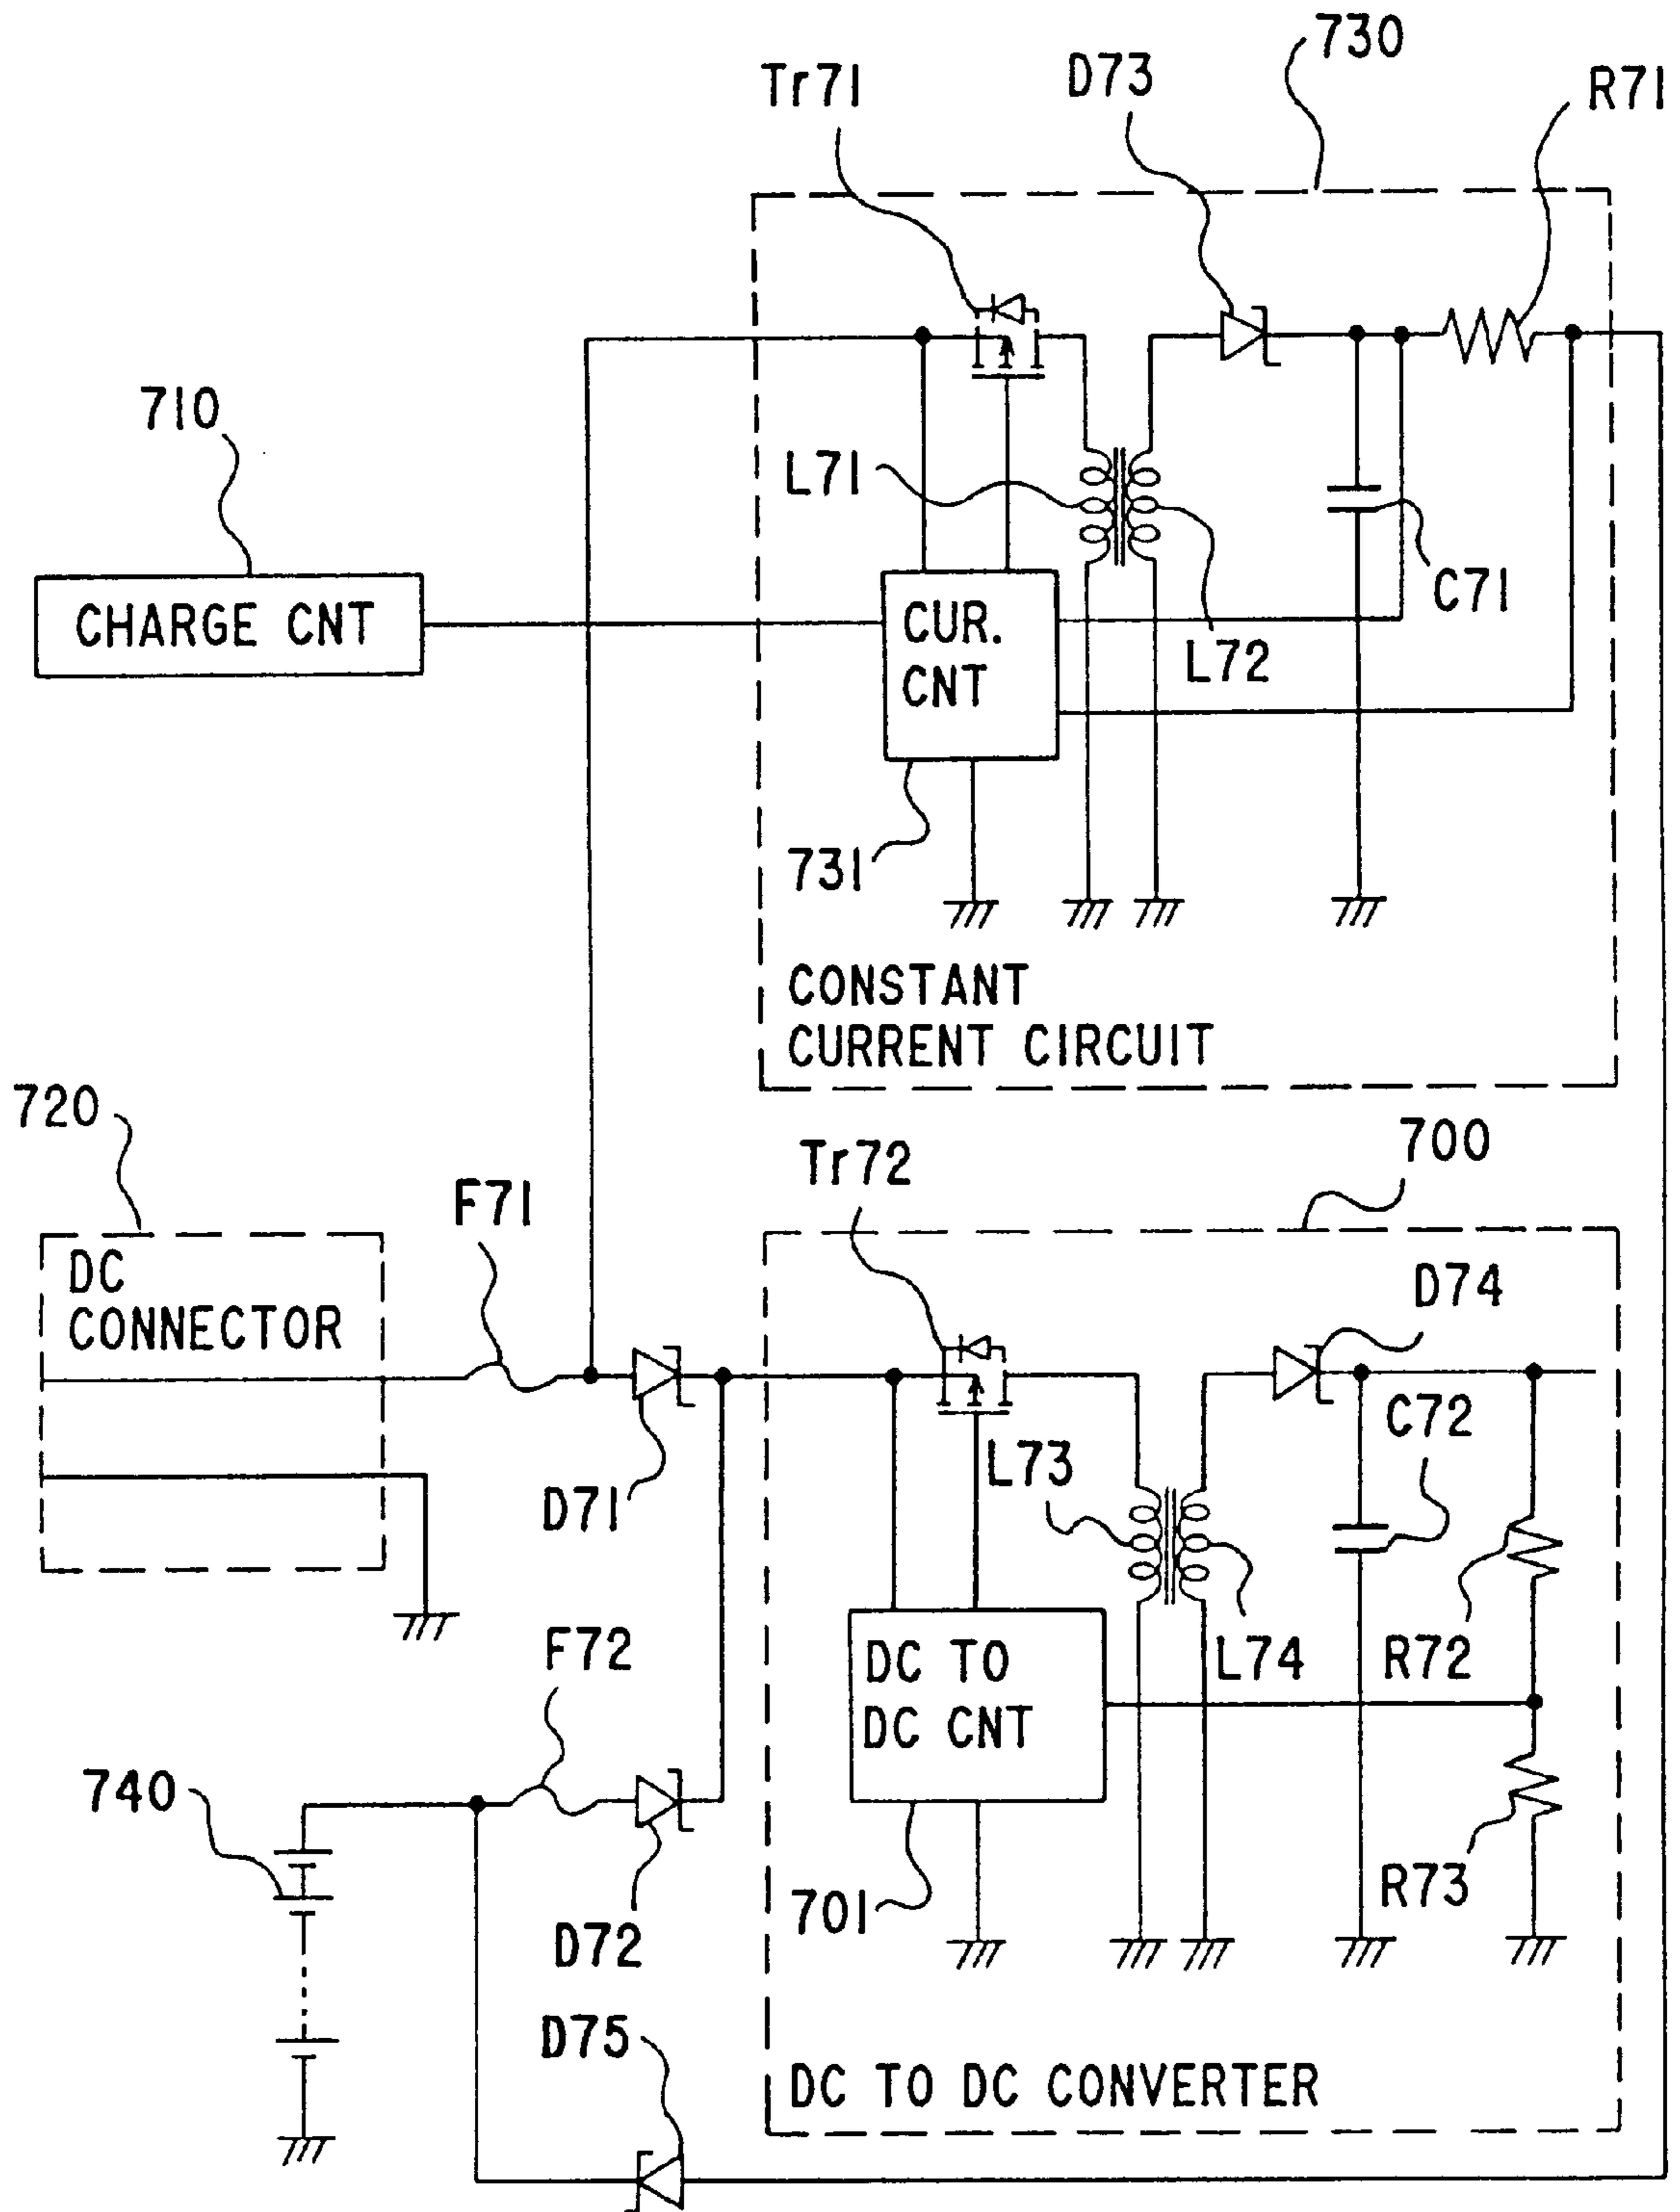 730
Tr71
D73
R71
710
L71
CHARGE CNT
CUR.
CNT
C71
L72
731
CONSTANT
CURRENT CIRCUIT
720
700
Tr72
F71
DC
CONNECTOR
D74
C72
L73
D71
F72
DC TO
DC CNT
L74
R72
740
701
R73
D72
D75
DC TO DC CONVERTER